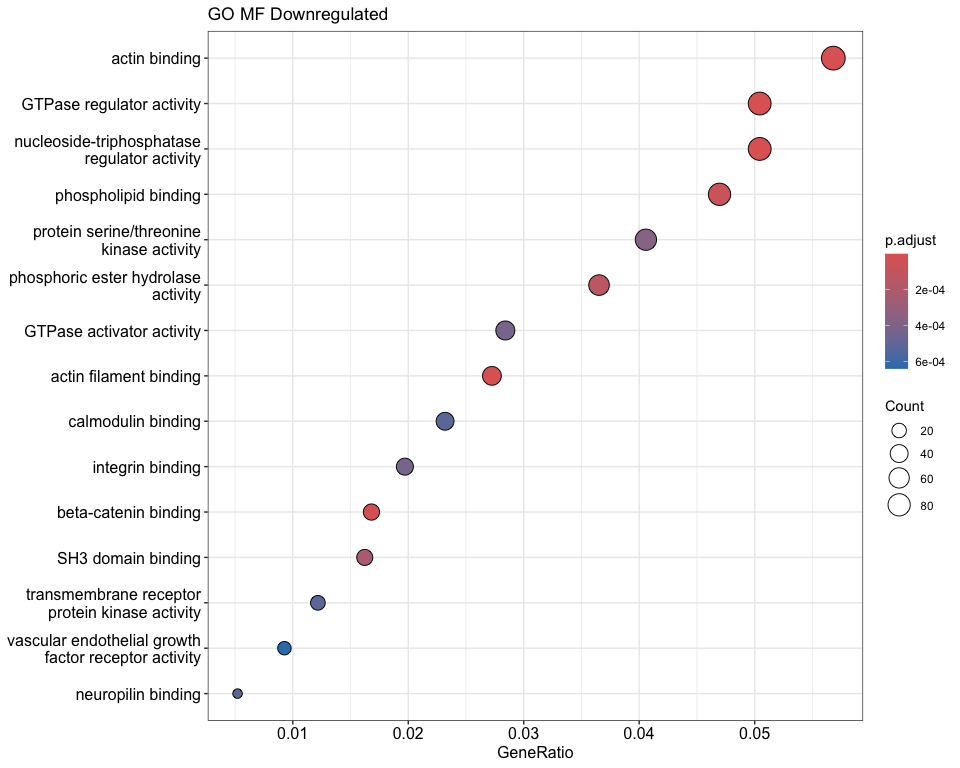 GO MF Downregulated
actin binding
GTPase regulator activity
nucleoside-triphosphatase
regulator activity
phospholipid binding
protein serine/threonine
kinase activity
phosphoric ester hydrolase
activity
GTPase activator activity
actin filament binding
calmodulin binding
integrin binding
beta-catenin binding
SH3 domain binding
transmembrane receptor
protein kinase activity
vascular endothelial growth
factor receptor activity
neuropilin binding
0.01 0.02 0.03 0.04 0.05
GeneRatio
p.adjust
2e-04
4e-04
6e-04
Count
20
40
60
80